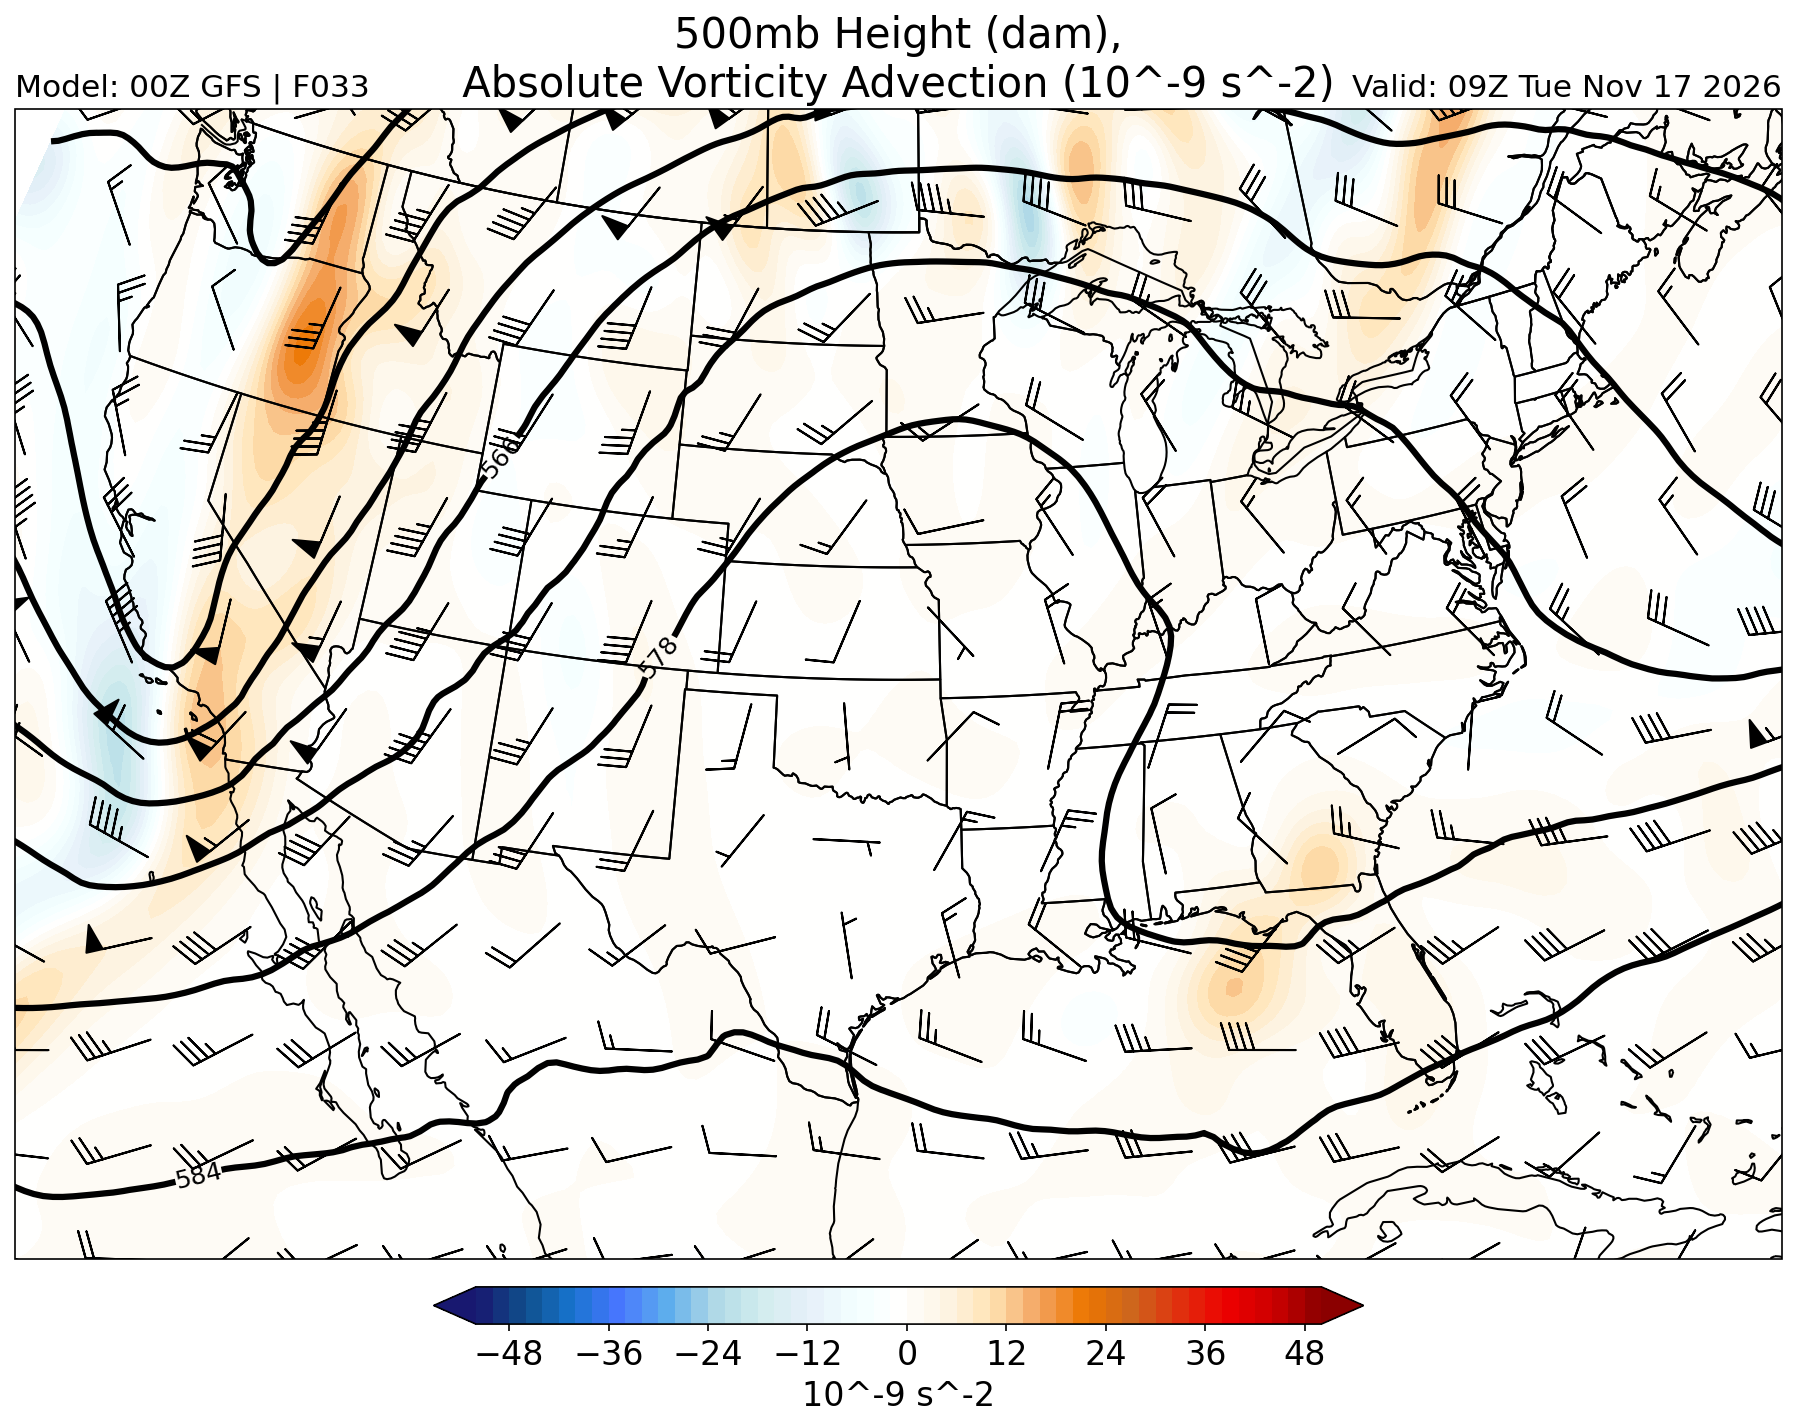 500mb Height (dam),
Model: 00Z GFS | F033
Absolute Vorticity Advection (10^-9 s^-2)
Valid: 09Z Tue Nov 17 2026
566
578
584
−48 −36 −24 −12 0 12 24 36 48
10^-9 s^-2